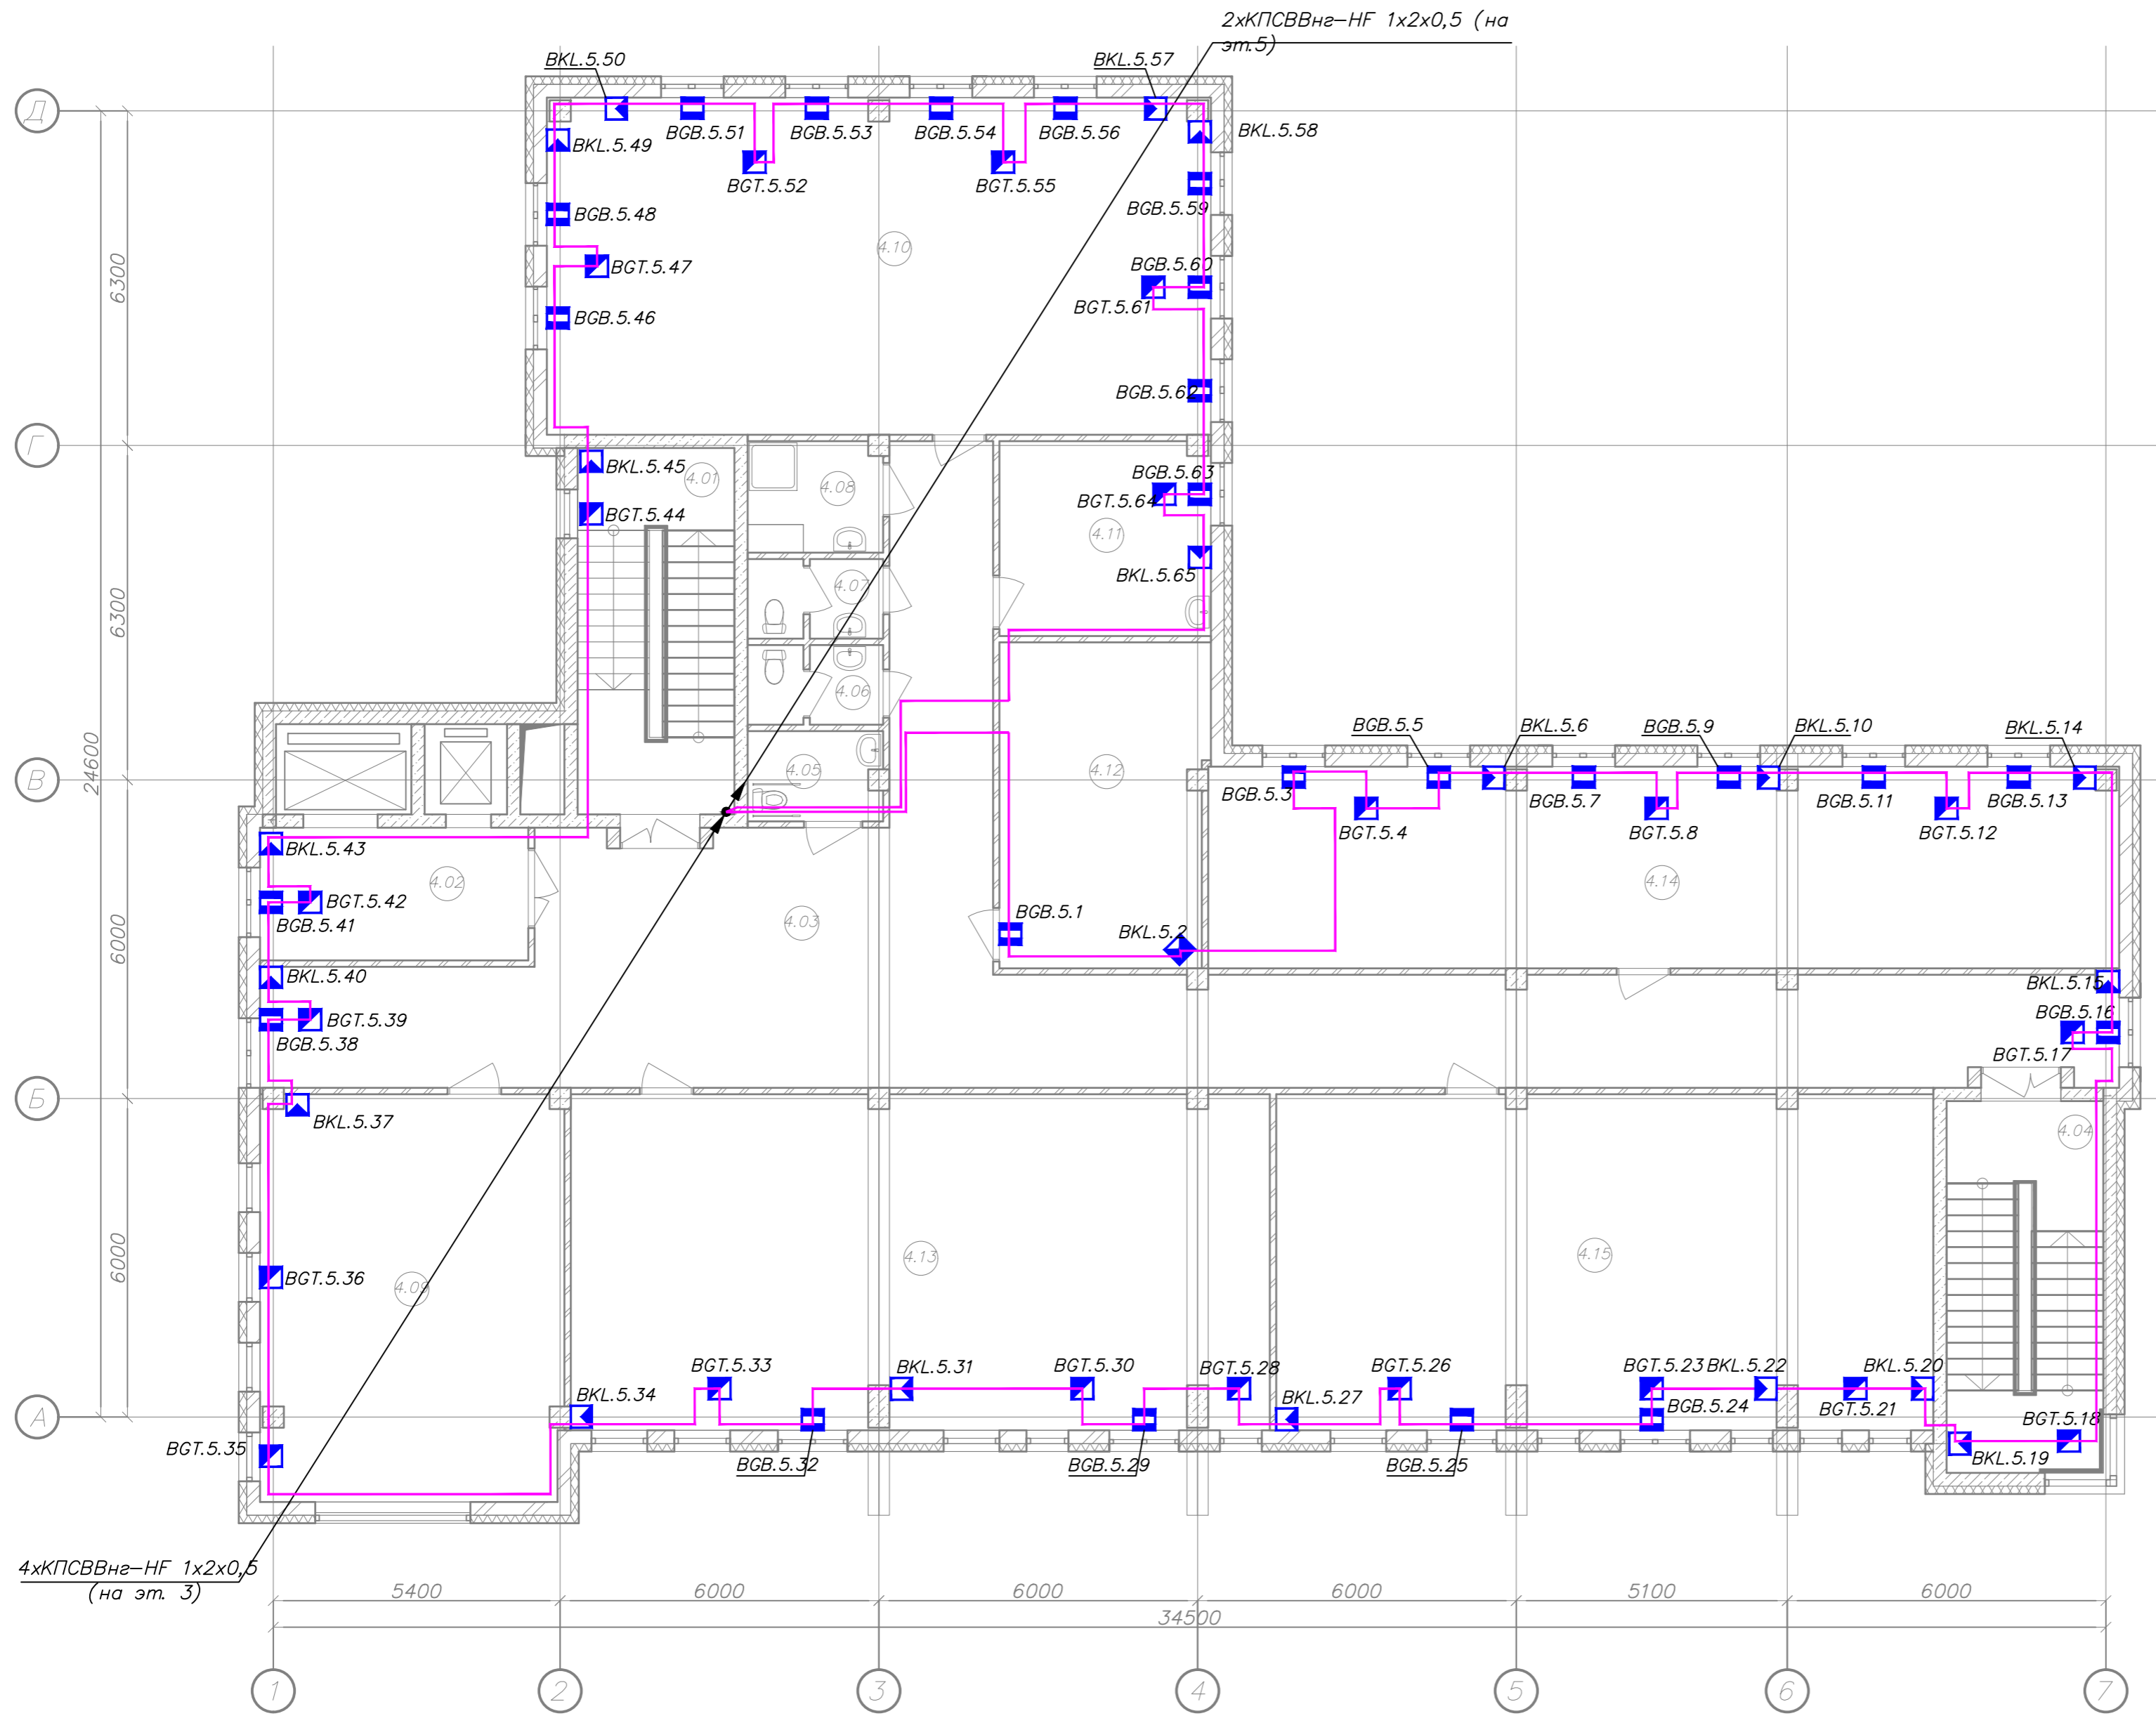 2хКПСВВнг-HF 1х2х0,5 (на
эт.5)
BKL.5.50
BKL.5.57
Д
BGB.5.51
BGB.5.53
BGB.5.54
BGB.5.56
BKL.5.58
BKL.5.49
BGT.5.52
BGT.5.55
BGB.5.48
BGB.5.59
4.10
BGT.5.47
BGB.5.60
6300
BGT.5.61
BGB.5.46
BGB.5.62
Г
BKL.5.45
4.01
4.08
BGB.5.63
BGT.5.64
BGT.5.44
4.11
BKL.5.65
4.07
6300
4.06
BGB.5.5
BKL.5.6
BGB.5.9
BKL.5.10
BKL.5.14
24600
В
4.05
4.12
BGB.5.3
BGB.5.7
BGB.5.11
BGB.5.13
BGT.5.4
BGT.5.8
BGT.5.12
BKL.5.43
4.02
4.14
BGT.5.42
BGB.5.41
4.03
BGB.5.1
BKL.5.2
6000
BKL.5.40
BKL.5.15
BGT.5.39
BGB.5.16
BGB.5.38
BGT.5.17
Б
BKL.5.37
4.04
6000
4.13
4.15
BGT.5.36
4.09
BGT.5.33
BKL.5.31
BGT.5.30
BGT.5.28
BGT.5.26
BGT.5.23
BKL.5.22
BKL.5.20
BKL.5.34
BKL.5.27
BGB.5.24
BGT.5.21
А
BGT.5.18
BGT.5.35
BGB.5.32
BGB.5.29
BGB.5.25
BKL.5.19
4хКПСВВнг-HF 1х2х0,5
(на эт. 3)
5400
6000
6000
6000
5100
6000
34500
1
2
3
4
5
6
7